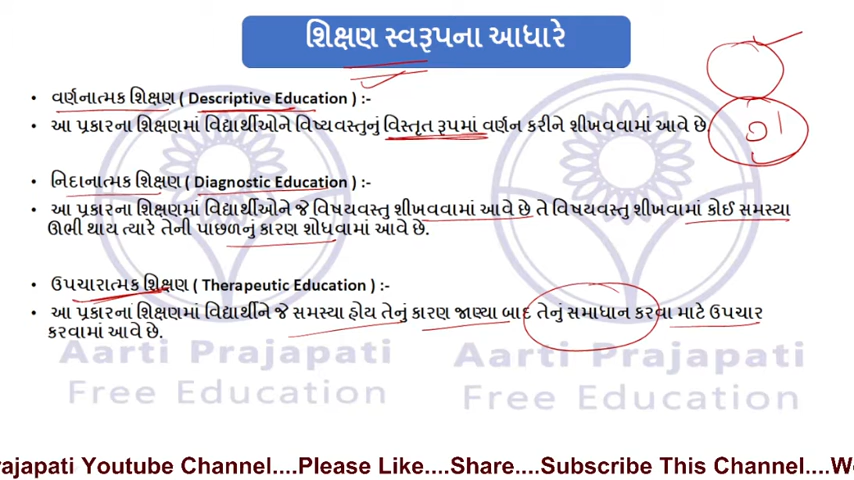 શિક્ષણ સ્વરૂપના આધારે
• વર્ણનાત્મક શિક્ષણ ( Descriptive Education ) :-
• આ પ્રકારના શિક્ષણમાં વિદ્યાર્થીઓને વિષ્યવસ્તુનું વિસ્તૃત રૂપમાં વર્ણન કરીને શીખવવામાં આવે છે.
• નિદાનાત્મક શિક્ષણ ( Diagnostic Education ) :-
• આ પ્રકારના શિક્ષણમાં વિદ્યાર્થીઓને જે વિષયવસ્તુ શીખવવામાં આવે છે તે વિષયવસ્તુ શીખવામાં કોઈ સમસ્યા
ઊભી થાય ત્યારે તેની પાછળનું કારણ શોધવામાં આવે છે.
• ઉપચારાત્મક શિક્ષણ ( Therapeutic Education ) :-
• આ પ્રકારના શિક્ષણમાં વિદ્યાર્થીને જે સમસ્યા હોય તેનું કારણ જાણ્યા બાદ તેનું સમાધાન કરવા માટે ઉપચાર
કરવામાં આવે છે.
Aarti Prajapati Aarti Prajapati
Free Education Free Education
rajapati Youtube Channel....Please Like....Share....Subscribe This Channel....W